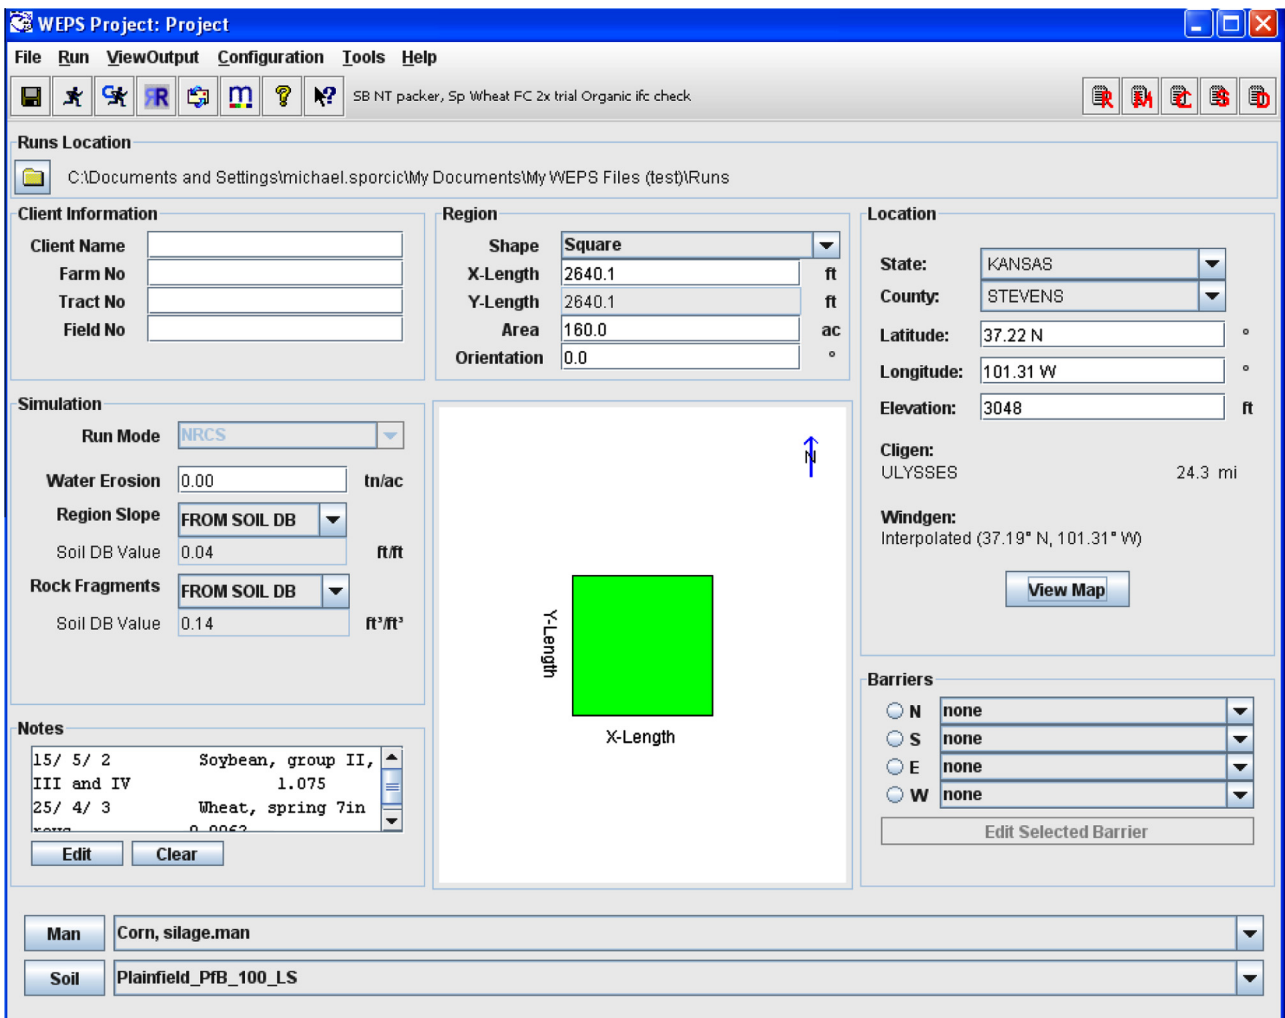 WEPS Project: Project
File Run ViewOutput Configuration Tools Help
SB NT packer, Sp Wheat FC 2x trial Organic ifc check
R M C S D
Runs Location
C:\Documents and Settings\michael.sporcic\My Documents\My WEPS Files (test)\Runs
Client Information
Client Name
Farm No
Tract No
Field No
Region
Shape Square
X-Length 2640.1 ft
Y-Length 2640.1 ft
Area 160.0 ac
Orientation 0.0 °
Location
State: KANSAS
County: STEVENS
Latitude: 37.22 N °
Longitude: 101.31 W °
Elevation: 3048 ft
Cligen:
ULYSSES 24.3 mi
Windgen:
Interpolated (37.19° N, 101.31° W)
View Map
Simulation
Run Mode NRCS
Water Erosion 0.00 tn/ac
Region Slope FROM SOIL DB
Soil DB Value 0.04 ft/ft
Rock Fragments FROM SOIL DB
Soil DB Value 0.14 ft³/ft³
N
Y-Length
X-Length
Barriers
N none
S none
E none
W none
Edit Selected Barrier
Notes
15/ 5/ 2 Soybean, group II,
III and IV 1.075
25/ 4/ 3 Wheat, spring 7in
Edit Clear
Man Corn, silage.man
Soil Plainfield_PfB_100_LS